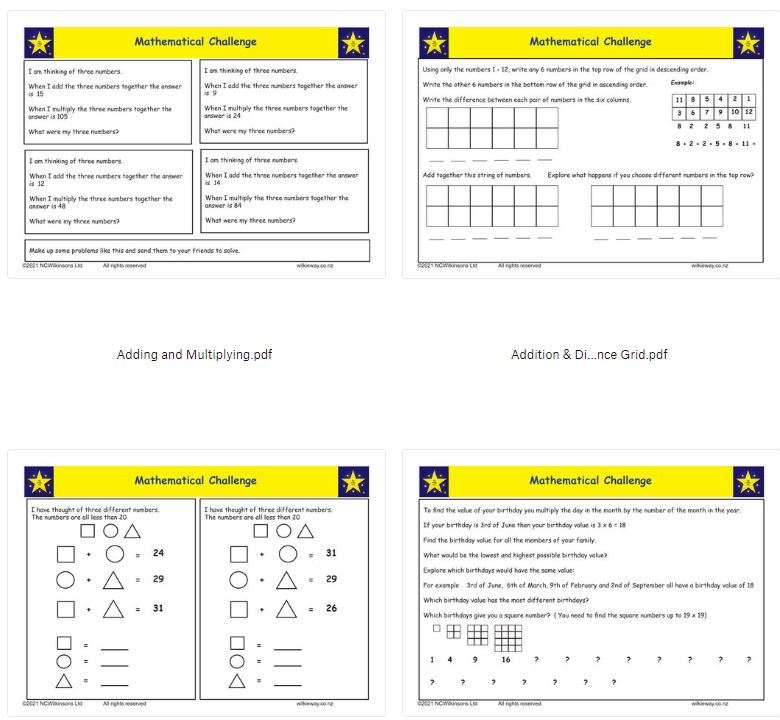 Mathematical Challenge
I am thinking of three numbers.
When I add the three numbers together the answer
is 15
When I multiply the three numbers together the
answer is 105
What were my three numbers?
I am thinking of three numbers.
When I add the three numbers together the answer
is 9
When I multiply the three numbers together the
answer is 24
What were my three numbers?
I am thinking of three numbers.
When I add the three numbers together the answer
is 12
When I multiply the three numbers together the
answer is 48
What were my three numbers?
I am thinking of three numbers.
When I add the three numbers together the answer
is 14
When I multiply the three numbers together the
answer is 84
What were my three numbers?
Make up some problems like this and send them to your friends to solve.
©2021 NCWilkinsons Ltd All rights reserved wilkieway.co.nz
Mathematical Challenge
Using only the numbers 1 - 12, write any 6 numbers in the top row of the grid in descending order.
Write the other 6 numbers in the bottom row of the grid in ascending order.
Write the difference between each pair of numbers in the six columns.
Example:
11 8 5 4 2 1
3 6 7 9 10 12
8 2 2 5 8 11
8 + 2 + 2 + 5 + 8 + 11 =
Add together this string of numbers. Explore what happens if you choose different numbers in the top row?
©2021 NCWilkinsons Ltd All rights reserved wilkieway.co.nz
Adding and Multiplying.pdf
Addition & Di...nce Grid.pdf
Mathematical Challenge
I have thought of three different numbers.
The numbers are all less than 20
+ = 24
+ = 29
+ = 31
=
=
=
I have thought of three different numbers.
The numbers are all less than 20
+ = 31
+ = 29
+ = 26
=
=
=
©2021 NCWilkinsons Ltd All rights reserved wilkieway.co.nz
Mathematical Challenge
To find the value of your birthday you multiply the day in the month by the number of the month in the year.
If your birthday is 3rd of June then your birthday value is 3 x 6 = 18
Find the birthday value for all the members of your family.
What would be the lowest and highest possible birthday value?
Explore which birthdays would have the same value:
For example 3rd of June, 6th of March, 9th of February and 2nd of September all have a birthday value of 18
Which birthday value has the most different birthdays?
Which birthdays give you a square number? ( You need to find the square numbers up to 19 x 19)
1 4 9 16 ? ? ? ? ? ? ? ?
? ? ? ? ? ? ?
©2021 NCWilkinsons Ltd All rights reserved wilkieway.co.nz